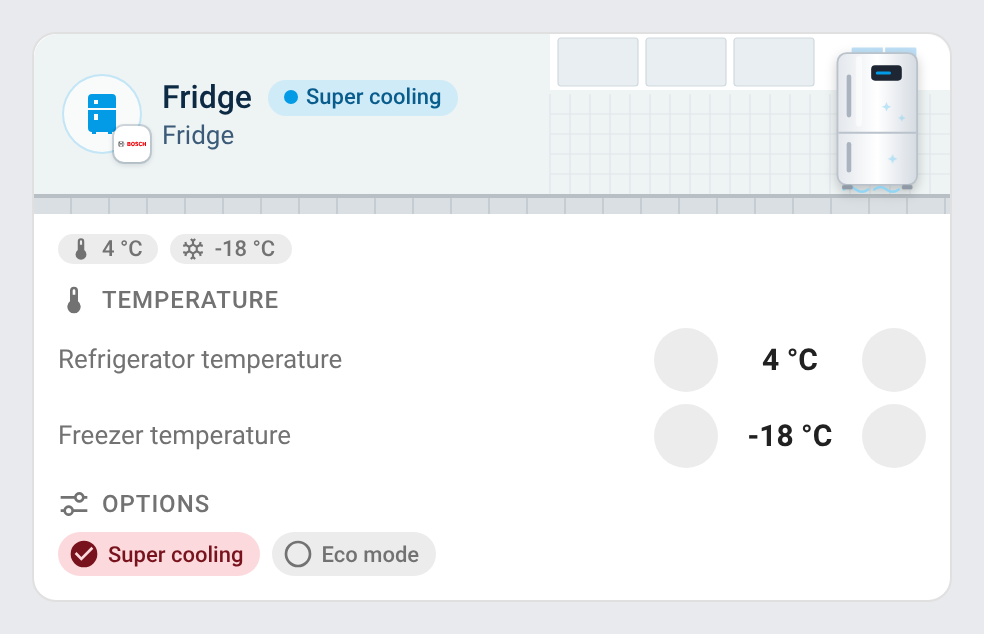 Fridge
Super cooling
Fridge
BOSCH
4 °C
-18 °C
TEMPERATURE
Refrigerator temperature
4 °C
Freezer temperature
-18 °C
OPTIONS
Super cooling
Eco mode